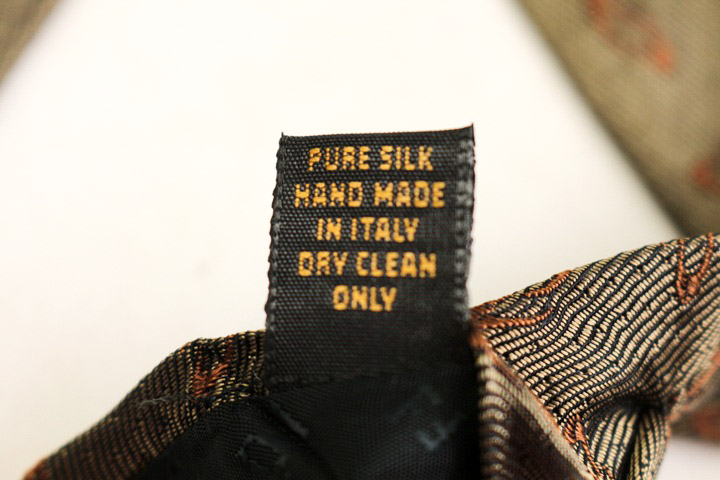 PURE SILK
HAND MADE
IN ITALY
DRY CLEAN
ONLY